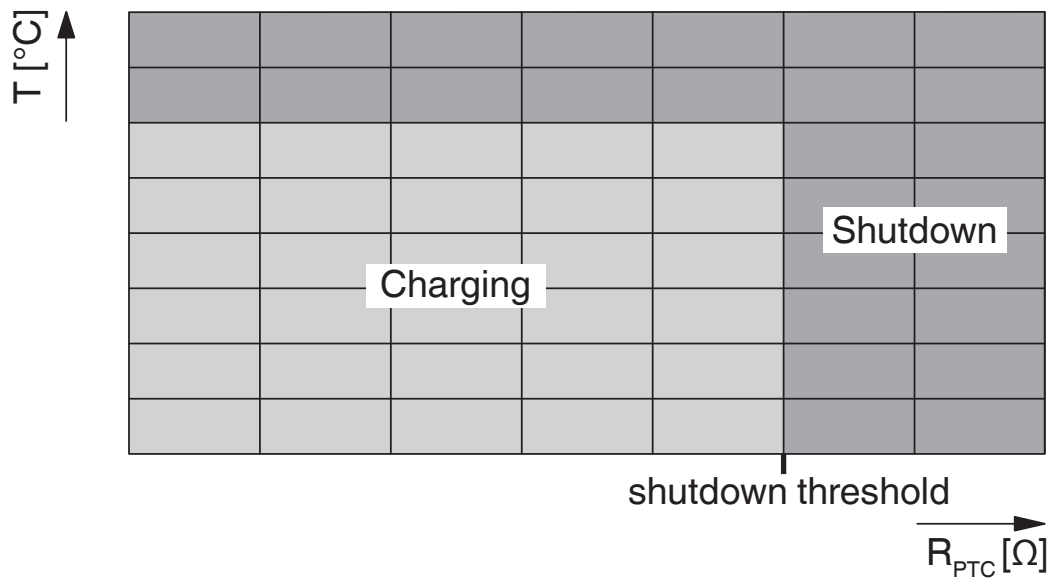 T [°C]
Shutdown
Charging
shutdown threshold
R_PTC [Ω]